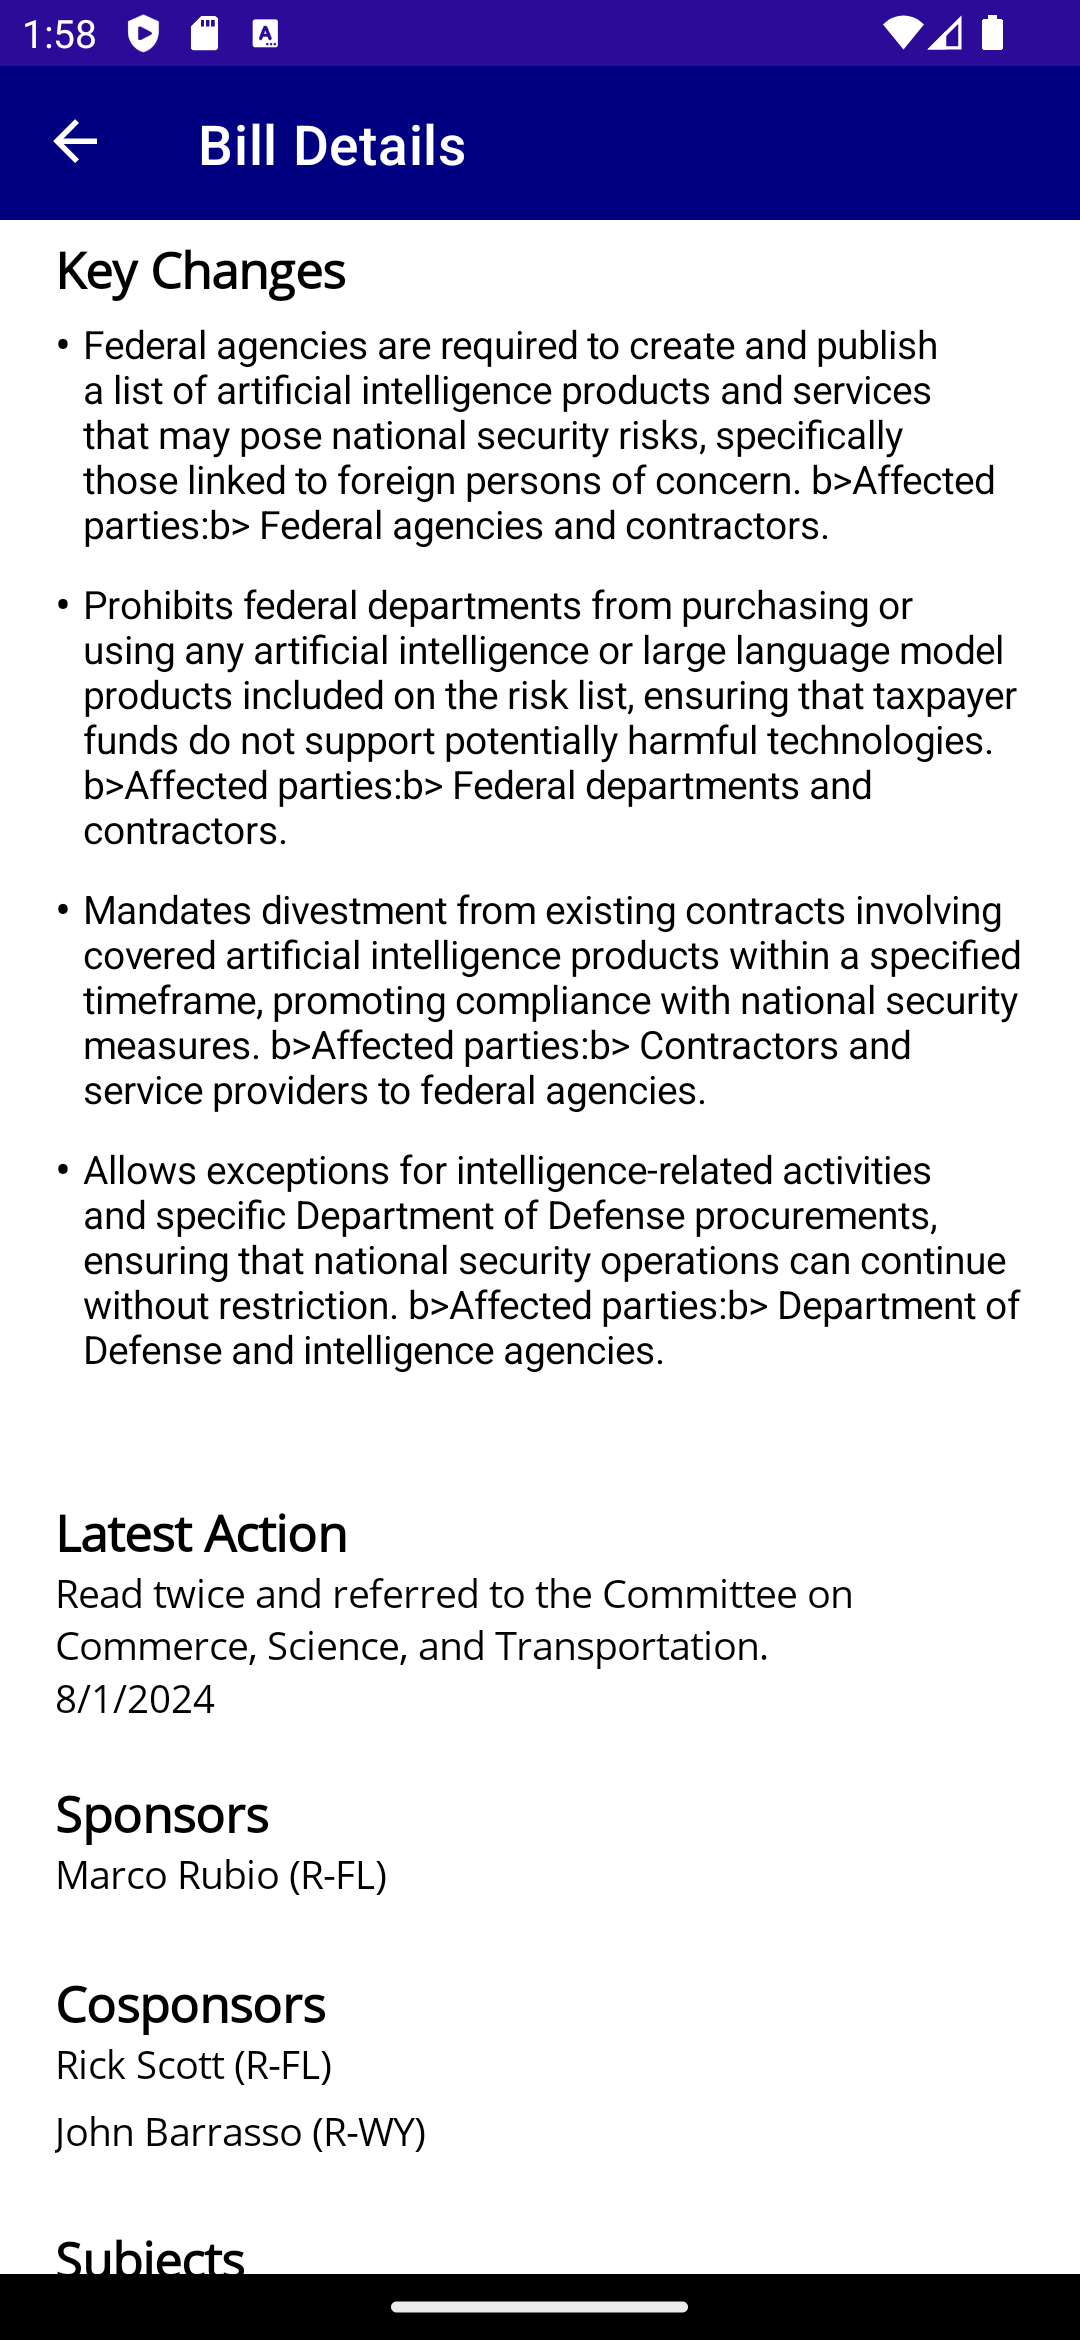 1:58
Bill Details
Key Changes
• Federal agencies are required to create and publish
a list of artificial intelligence products and services
that may pose national security risks, specifically
those linked to foreign persons of concern. b>Affected
parties:b> Federal agencies and contractors.
• Prohibits federal departments from purchasing or
using any artificial intelligence or large language model
products included on the risk list, ensuring that taxpayer
funds do not support potentially harmful technologies.
b>Affected parties:b> Federal departments and
contractors.
• Mandates divestment from existing contracts involving
covered artificial intelligence products within a specified
timeframe, promoting compliance with national security
measures. b>Affected parties:b> Contractors and
service providers to federal agencies.
• Allows exceptions for intelligence-related activities
and specific Department of Defense procurements,
ensuring that national security operations can continue
without restriction. b>Affected parties:b> Department of
Defense and intelligence agencies.
Latest Action
Read twice and referred to the Committee on
Commerce, Science, and Transportation.
8/1/2024
Sponsors
Marco Rubio (R-FL)
Cosponsors
Rick Scott (R-FL)
John Barrasso (R-WY)
Subjects